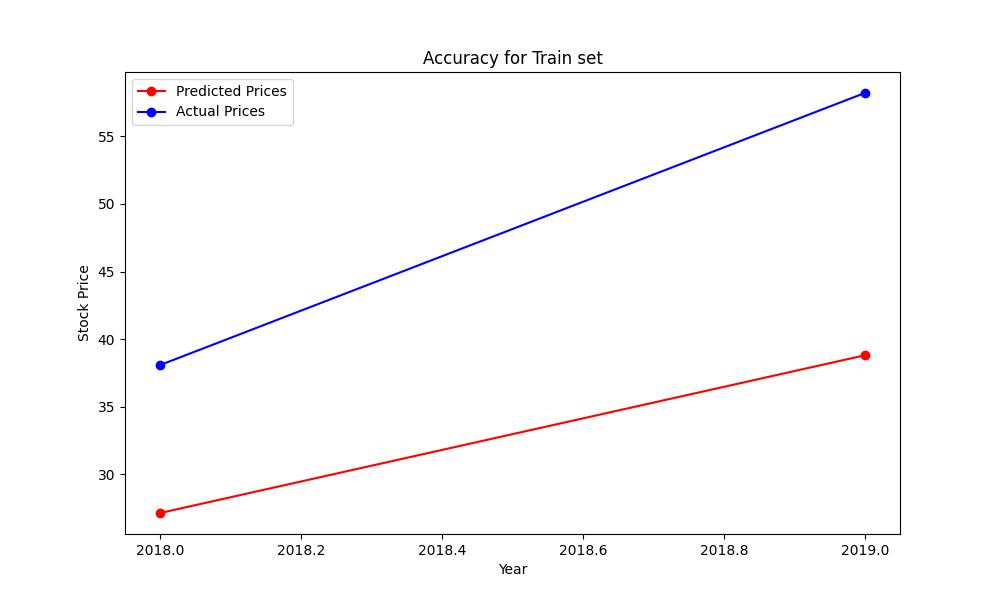 Accuracy for Train set
Predicted Prices
Actual Prices
Stock Price
55
50
45
40
35
30
2018.0 2018.2 2018.4 2018.6 2018.8 2019.0
Year